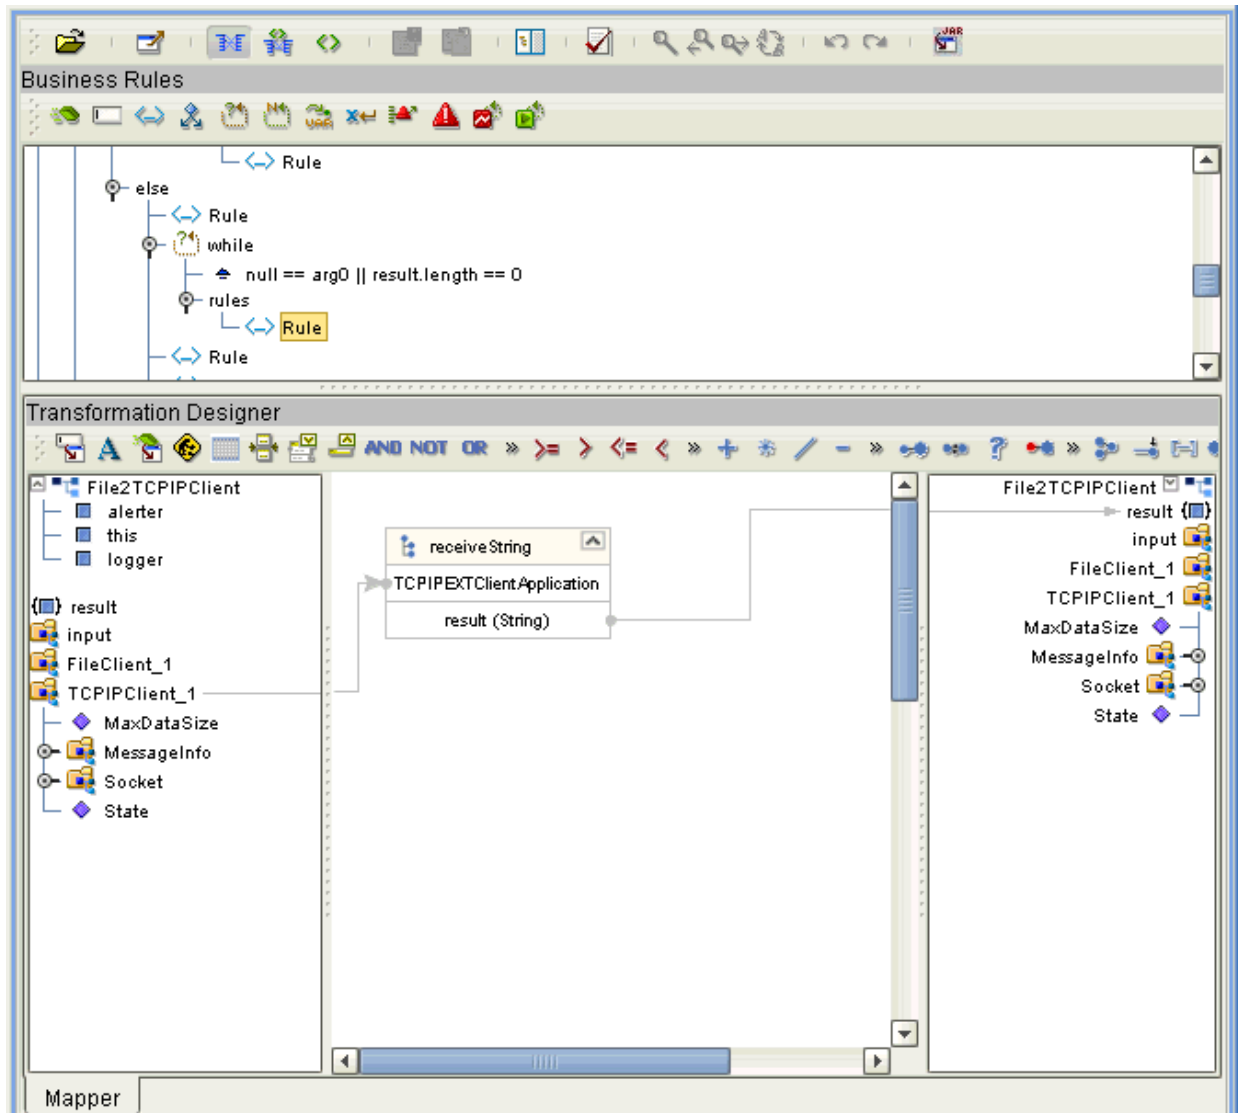 JAR
Business Rules
VAR
Rule
else
Rule
while
null == arg0 || result.length == 0
rules
Rule
Rule
Transformation Designer
A AND NOT OR » >= > <= < » + / - » ? »
File2TCPIPClient
alerter
this
logger
{ } result
input
FileClient_1
TCPIPClient_1
MaxDataSize
MessageInfo
Socket
State
receiveString
TCPIPEXTClientApplication
result (String)
File2TCPIPClient
result { }
input
FileClient_1
TCPIPClient_1
MaxDataSize
MessageInfo
Socket
State
Mapper